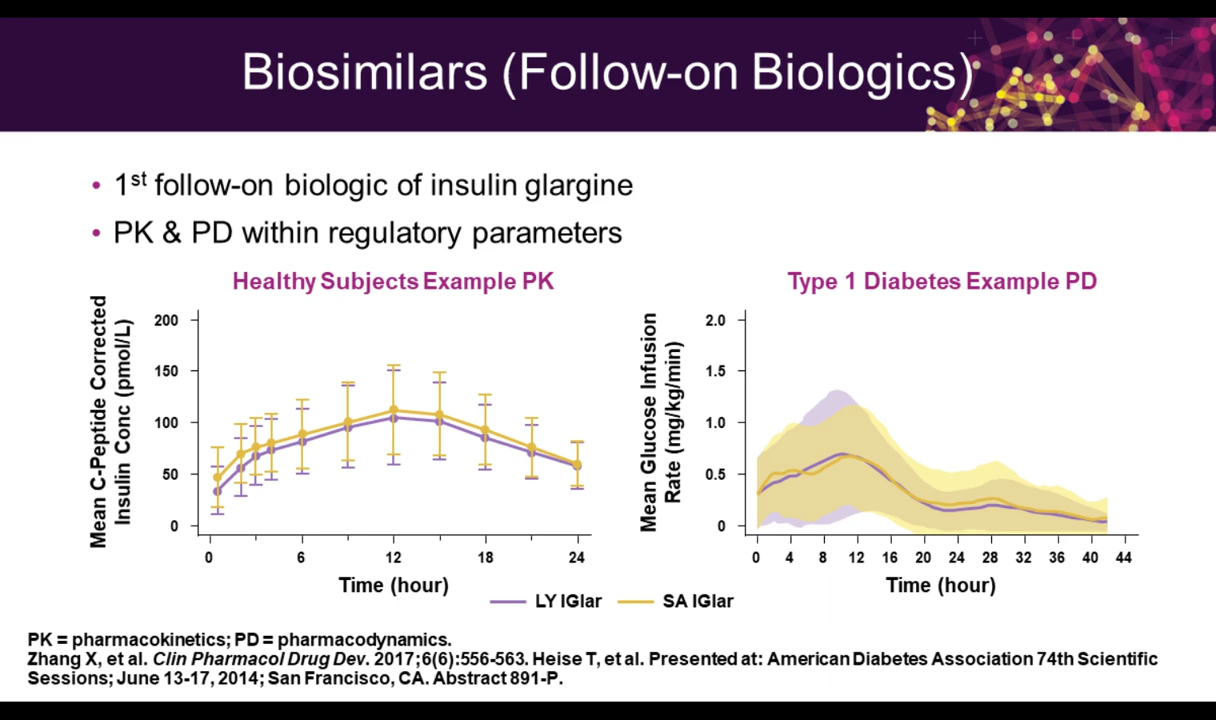 Biosimilars (Follow-on Biologics)
• 1st follow-on biologic of insulin glargine
• PK & PD within regulatory parameters
Healthy Subjects Example PK
Mean C-Peptide Corrected
Insulin Conc (pmol/L)
200
150
100
50
0
0 6 12 18 24
Time (hour)
Type 1 Diabetes Example PD
Mean Glucose Infusion
Rate (mg/kg/min)
2.0
1.5
1.0
0.5
0
0 4 8 12 16 20 24 28 32 36 40 44
Time (hour)
LY IGlar SA IGlar
PK = pharmacokinetics; PD = pharmacodynamics.
Zhang X, et al. Clin Pharmacol Drug Dev. 2017;6(6):556-563. Heise T, et al. Presented at: American Diabetes Association 74th Scientific
Sessions; June 13-17, 2014; San Francisco, CA. Abstract 891-P.